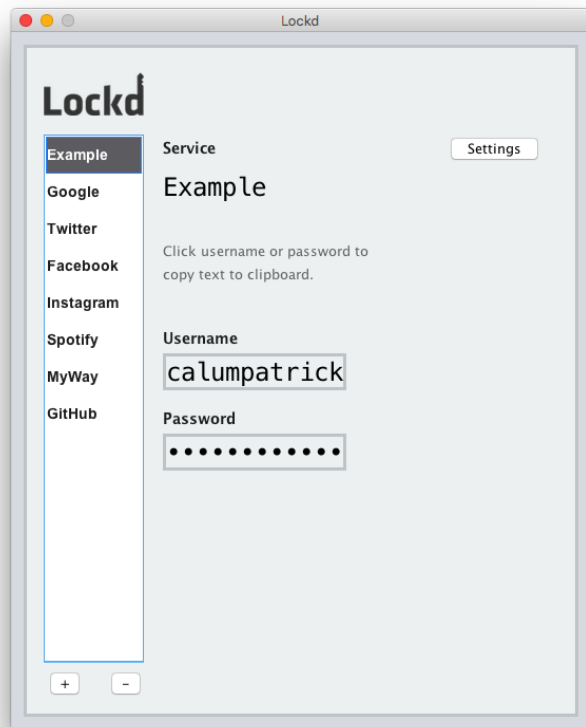 Lockd
Lockd
Example
Google
Twitter
Facebook
Instagram
Spotify
MyWay
GitHub
+
-
Service
Settings
Example
Click username or password to
copy text to clipboard.
Username
calumpatrick
Password
••••••••••••